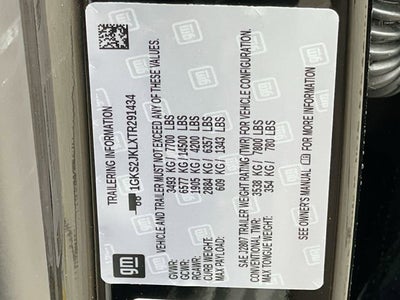 gm
TRAILERING INFORMATION
1GKS2JKLXTR291434
VEHICLE AND TRAILER MUST NOT EXCEED ANY OF THESE VALUES.
GVWR: 3492 KG / 7700 LBS
GCWR: 6577 KG / 14500 LBS
RGAWR: 1905 KG / 4200 LBS
CURB WEIGHT: 2884 KG / 6357 LBS
MAX PAYLOAD: 609 KG / 1343 LBS
SAE J2807 TRAILER WEIGHT RATING (TWR) FOR VEHICLE CONFIGURATION.
CONVENTIONAL TWR: 3538 KG / 7800 LBS
MAX TONGUE WEIGHT: 354 KG / 780 LBS
SEE OWNER'S MANUAL FOR MORE INFORMATION